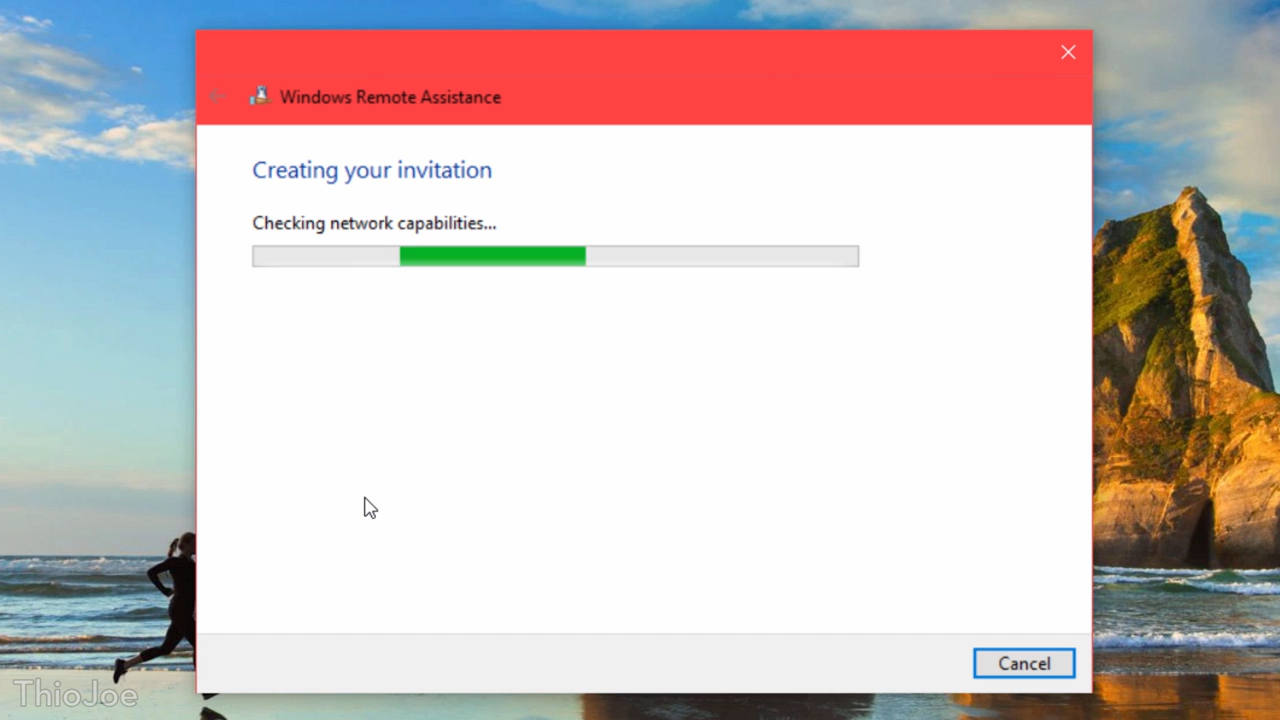 Windows Remote Assistance
Creating your invitation
Checking network capabilities...
Cancel
ThioJoe